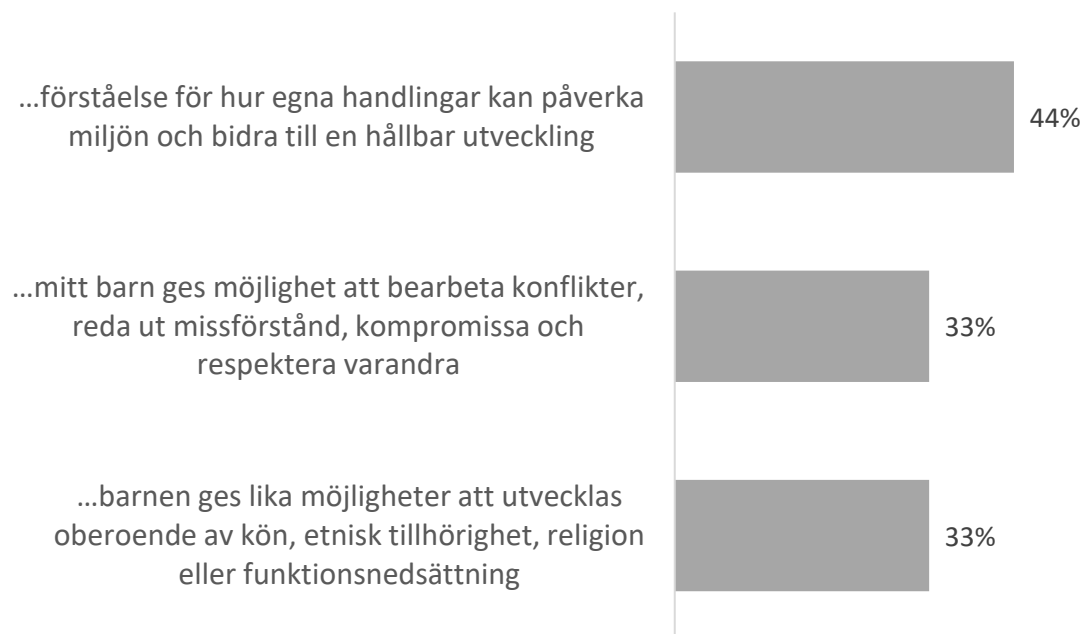 ...förståelse för hur egna handlingar kan påverka
miljön och bidra till en hållbar utveckling
44%
...mitt barn ges möjlighet att bearbeta konflikter,
reda ut missförstånd, kompromissa och
respektera varandra
33%
...barnen ges lika möjligheter att utvecklas
oberoende av kön, etnisk tillhörighet, religion
eller funktionsnedsättning
33%